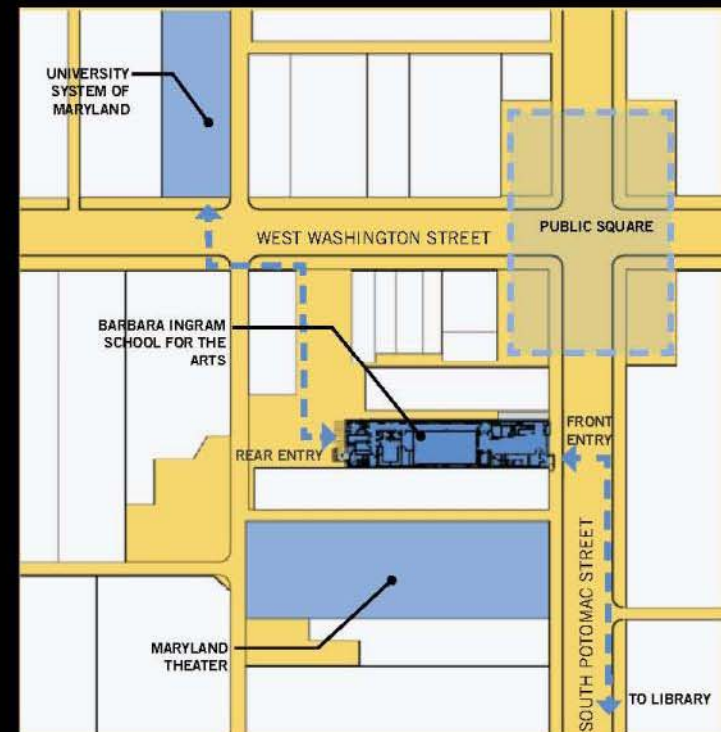 UNIVERSITY
SYSTEM OF
MARYLAND
WEST WASHINGTON STREET
PUBLIC SQUARE
BARBARA INGRAM
SCHOOL FOR THE
ARTS
FRONT
ENTRY
REAR ENTRY
SOUTH POTOMAC STREET
MARYLAND
THEATER
TO LIBRARY